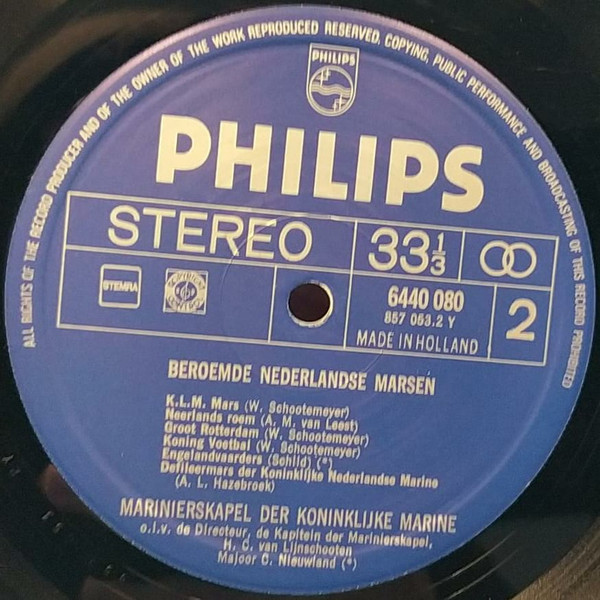 ALL RIGHTS OF THE RECORD PRODUCER AND OF THE OWNER OF THE WORK REPRODUCED RESERVED, COPYING, PUBLIC PERFORMANCE AND BROADCASTING OF THIS RECORD PROHIBITED
PHILIPS
PHILIPS
STEREO
33 1/3
STEMRA
6440 080
857 053.2 Y
MADE IN HOLLAND
2
BEROEMDE NEDERLANDSE MARSEN
K.L.M. Mars (W. Schootemeyer)
Neerlands roem (A. M. van Leest)
Groot Rotterdam (W. Schootemeyer)
Koning Voetbal (W. Schootemeyer)
Engelandvaarders (Schild) (*)
Defileermars der Koninklijke Nederlandse Marine
(A. L. Hazebroek)
MARINIERSKAPEL DER KONINKLIJKE MARINE
o.l.v. de Directeur, de Kapitein der Marinierskapel,
H. C. van Lijnschooten
Majoor C. Nieuwland (*)